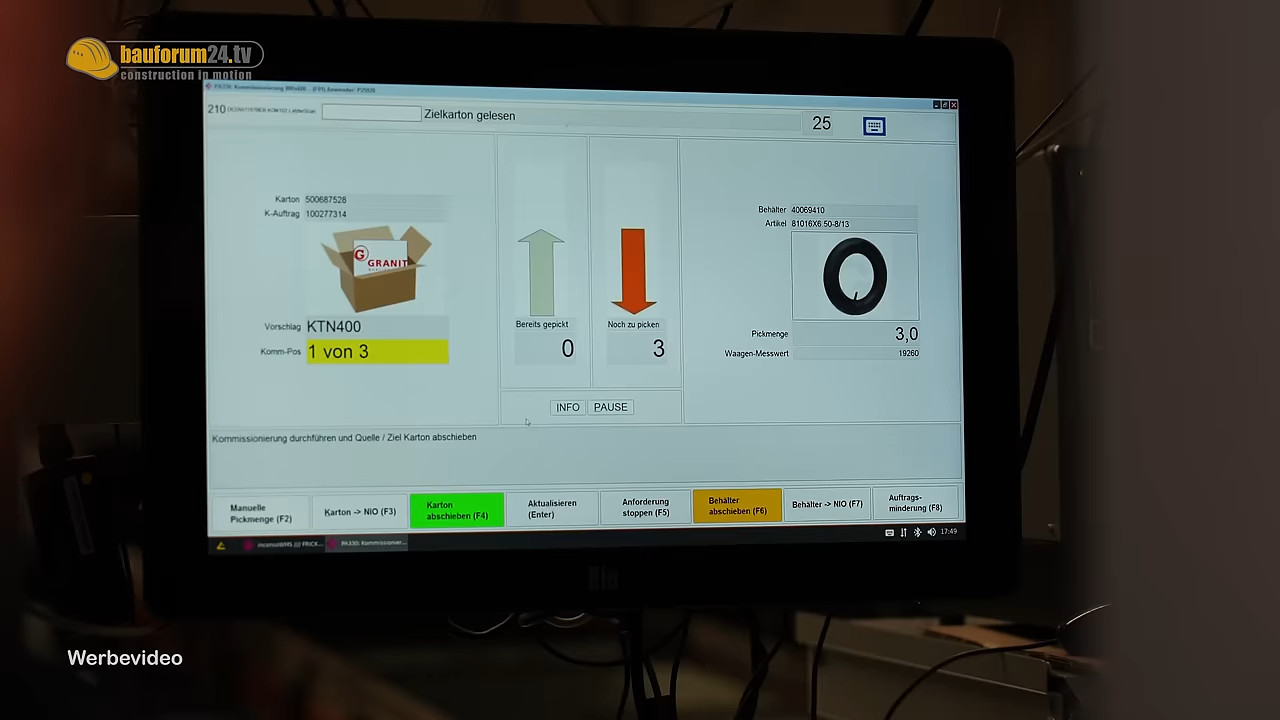 bauforum24.tv
construction in motion
210
Zielkarton gelesen
25
Karton 500687528
K-Auftrag 100277314
G
GRANIT
Vorschlag KTN400
Komm-Pos 1 von 3
Bereits gepickt
0
Noch zu picken
3
INFO PAUSE
Behälter 40069410
Artikel 81016X6.50-8/13
Pickmenge 3,0
Waagen-Messwert 19260
Kommissionierung durchführen und Quelle / Ziel Karton abschieben
Manuelle
Pickmenge (F2)
Karton -> NIO (F3)
Karton
abschieben (F4)
Aktualisieren
(Enter)
Anforderung
stoppen (F5)
Behälter
abschieben (F6)
Behälter -> NIO (F7)
Auftrags-
minderung (F8)
PA330: Kommissionier...
17:49
elo
Werbevideo